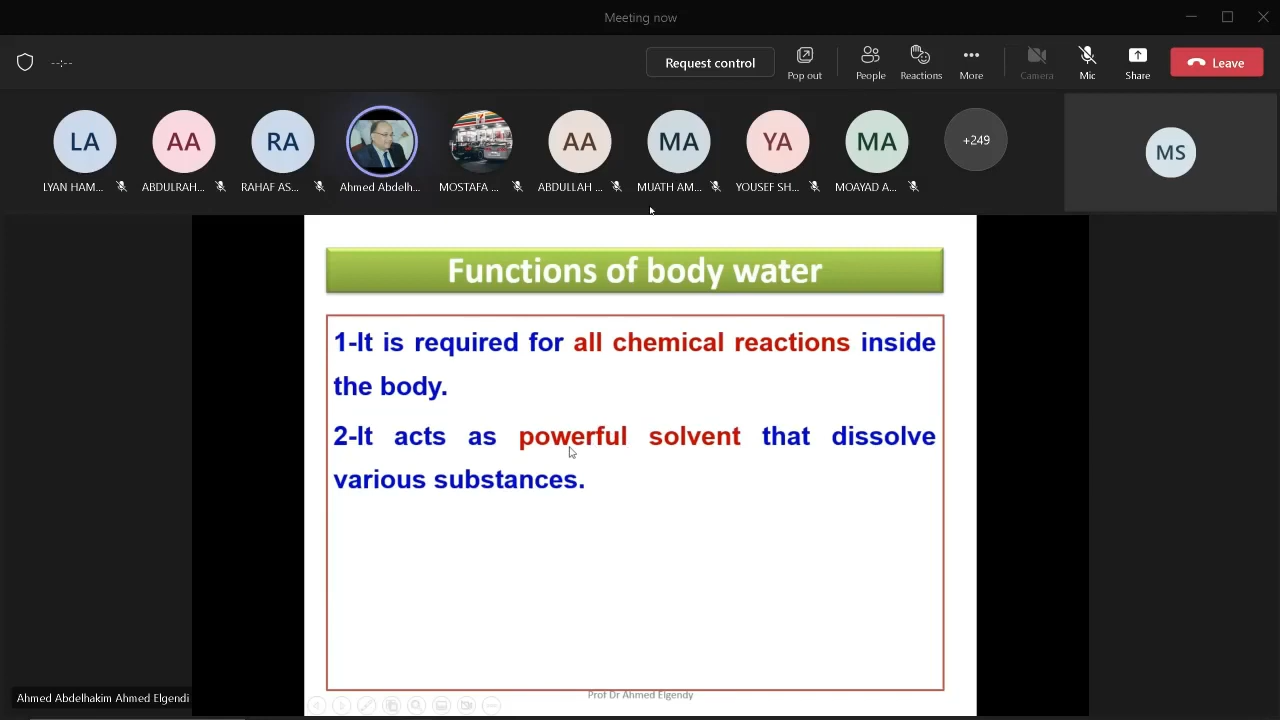 Meeting now
--:--
Request control
Pop out
People
Reactions
More
Camera
Mic
Share
Leave
LA
AA
RA
AA
MA
YA
MA
+249
MS
LYAN HAM...
ABDULRAH...
RAHAF AS...
Ahmed Abdelh...
MOSTAFA ...
ABDULLAH ...
MUATH AM...
YOUSEF SH...
MOAYAD A...
Functions of body water
1-It is required for all chemical reactions inside
the body.
2-It acts as powerful solvent that dissolve
various substances.
Prof Dr Ahmed Elgendy
Ahmed Abdelhakim Ahmed Elgendi